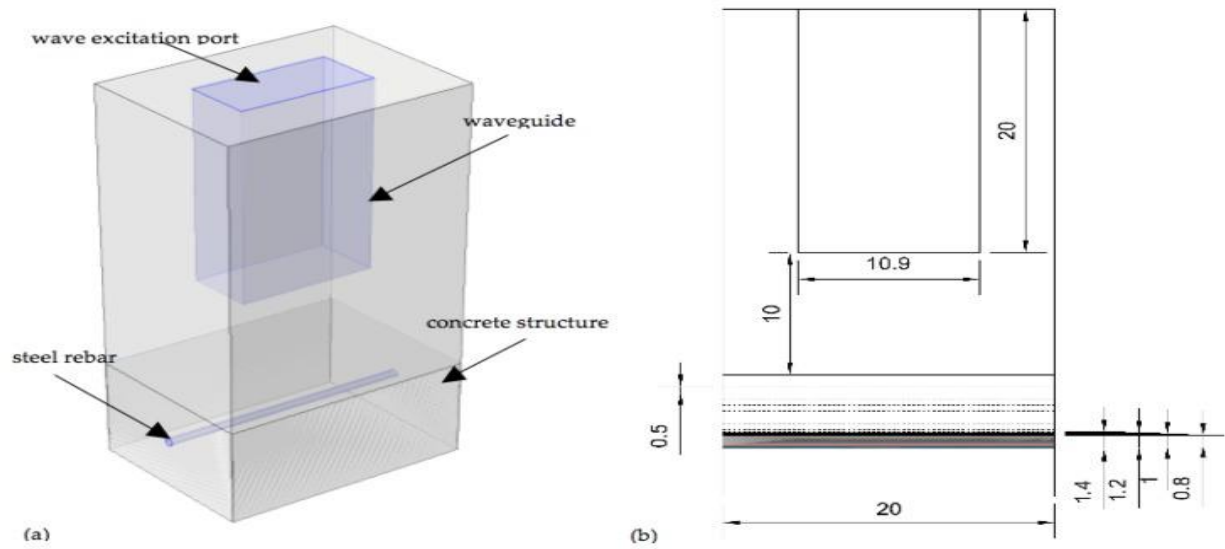 wave excitation port
waveguide
concrete structure
steel rebar
(a)
20
10.9
10
0.5
1.4
1.2
1
0.8
20
(b)